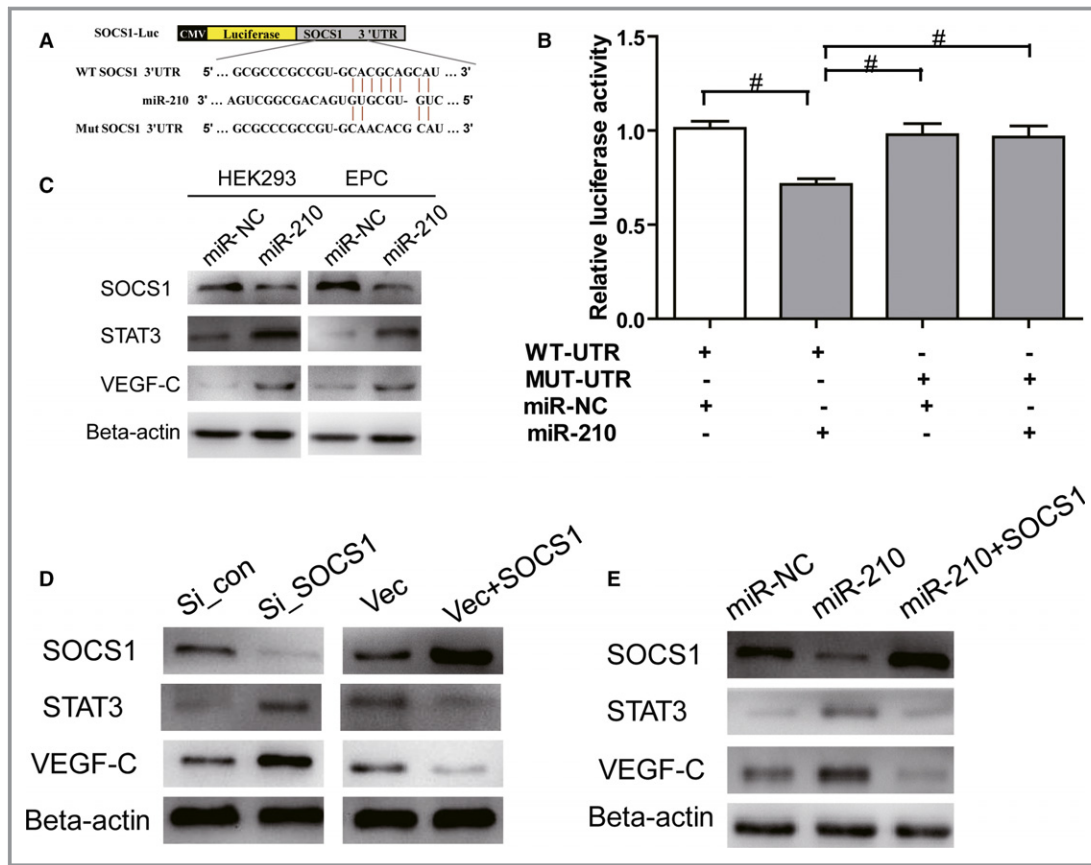 A
SOCS1-Luc CMV Luciferase SOCS1 3 'UTR
WT SOCS1 3'UTR 5' ... GCGCCCGCCGU-GCACGCAGCAU ... 3'
miR-210 3' ... AGUCGGCGACAGUGUGCGU- GUC ... 5'
Mut SOCS1 3'UTR 5' ... GCGCCCGCCGU-GCAACACG CAU ... 3'
B
Relative luciferase activity
1.5
1.0
0.5
0.0
# # #
WT-UTR + + - -
MUT-UTR - - + +
miR-NC + - + -
miR-210 - + - +
C
HEK293 EPC
miR-NC miR-210 miR-NC miR-210
SOCS1
STAT3
VEGF-C
Beta-actin
D
Si_con Si_SOCS1 Vec Vec+SOCS1
SOCS1
STAT3
VEGF-C
Beta-actin
E
miR-NC miR-210 miR-210+SOCS1
SOCS1
STAT3
VEGF-C
Beta-actin